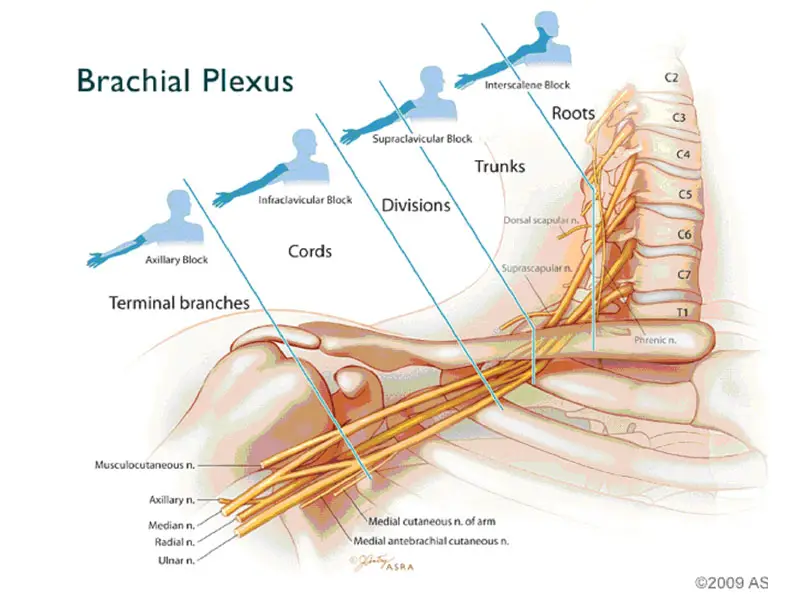 Brachial Plexus
Interscalene Block
Supraclavicular Block
Infraclavicular Block
Axillary Block
Roots
Trunks
Divisions
Cords
Terminal branches
C2
C3
C4
C5
C6
C7
T1
Dorsal scapular n.
Suprascapular n.
Phrenic n.
Musculocutaneous n.
Axillary n.
Median n.
Radial n.
Ulnar n.
Medial cutaneous n. of arm
Medial antebrachial cutaneous n.
ASRA
©2009 AS